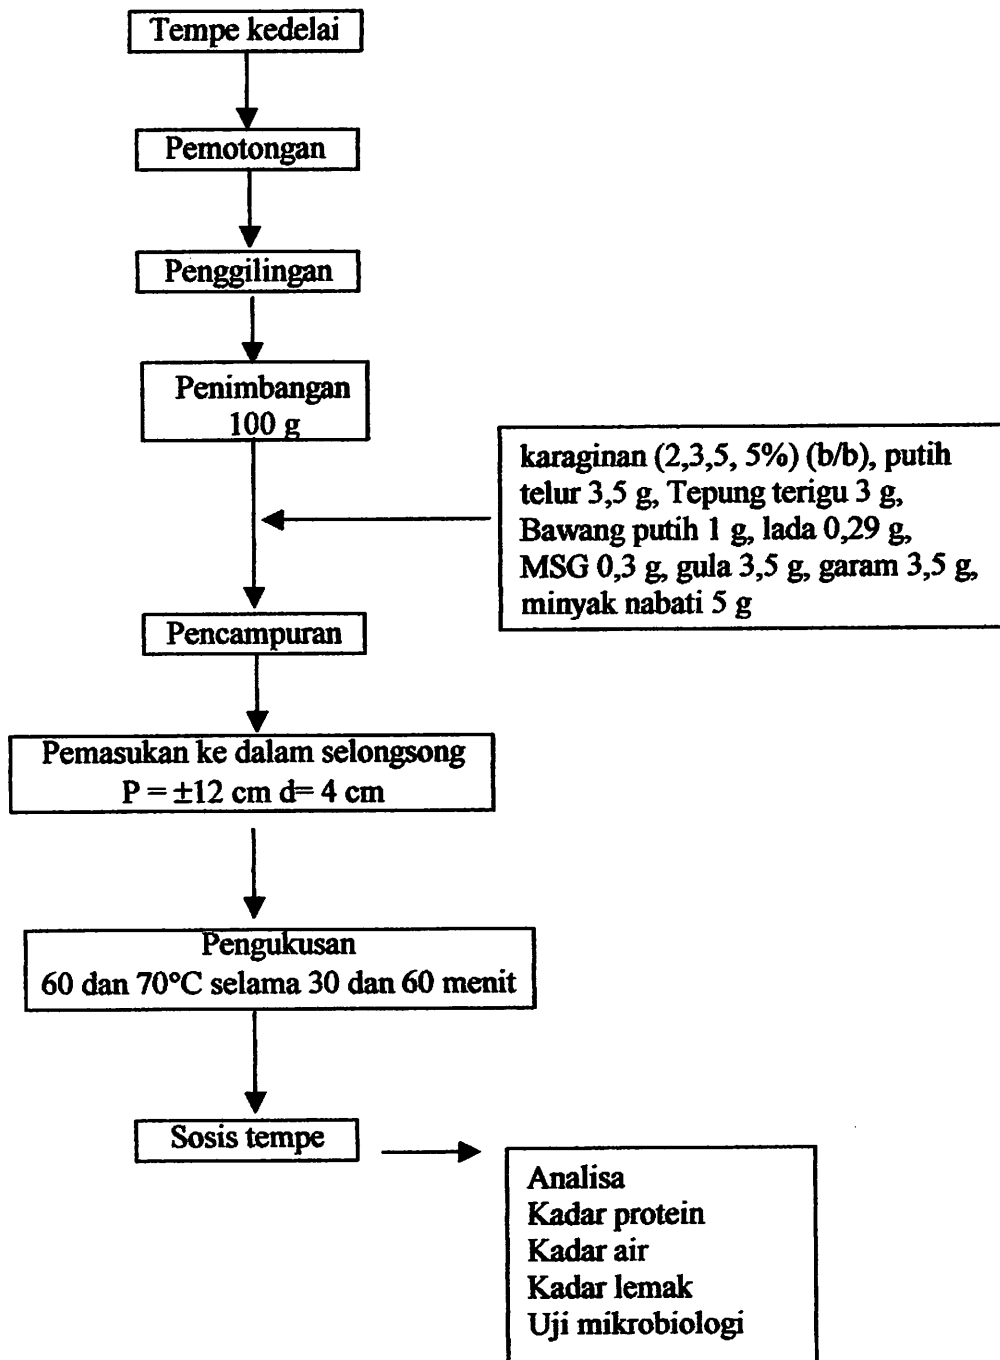 Tempe kedelai
Pemotongan
Penggilingan
Penimbangan
100 g
karaginan (2,3,5, 5%) (b/b), putih
telur 3,5 g, Tepung terigu 3 g,
Bawang putih 1 g, lada 0,29 g,
MSG 0,3 g, gula 3,5 g, garam 3,5 g,
minyak nabati 5 g
Pencampuran
Pemasukan ke dalam selongsong
P = ±12 cm d= 4 cm
Pengukusan
60 dan 70°C selama 30 dan 60 menit
Sosis tempe
Analisa
Kadar protein
Kadar air
Kadar lemak
Uji mikrobiologi